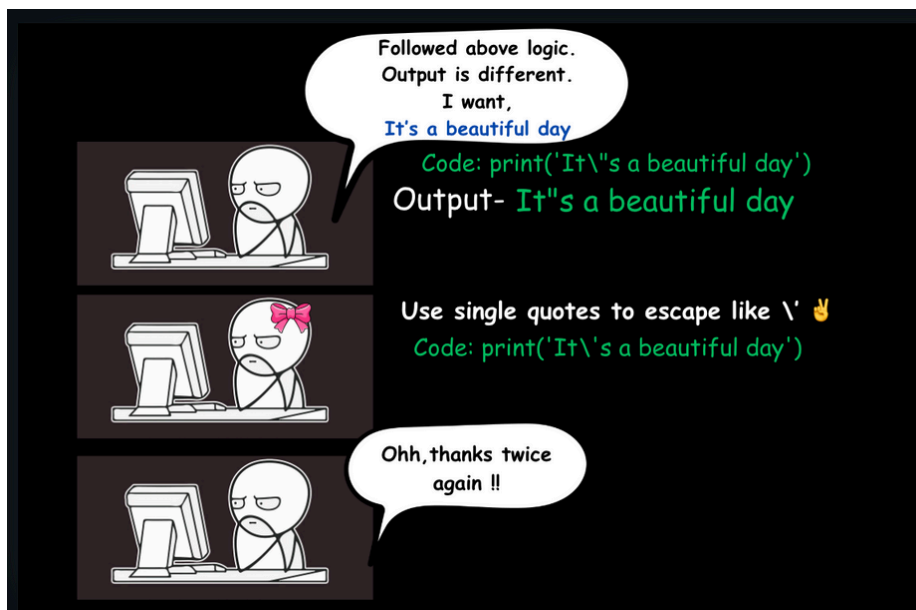 Followed above logic.
Output is different.
I want,
It's a beautiful day
Code: print('It\"s a beautiful day')
Output- It"s a beautiful day
Use single quotes to escape like \' ✌️
Code: print('It\'s a beautiful day')
Ohh,thanks twice
again !!